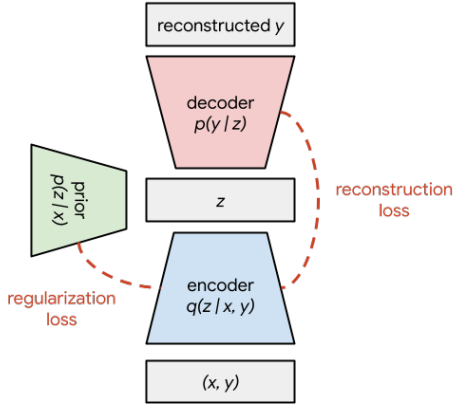 reconstructed y
decoder
p(y | z)
prior
p(z | x)
z
reconstruction
loss
encoder
q(z | x, y)
regularization
loss
(x, y)